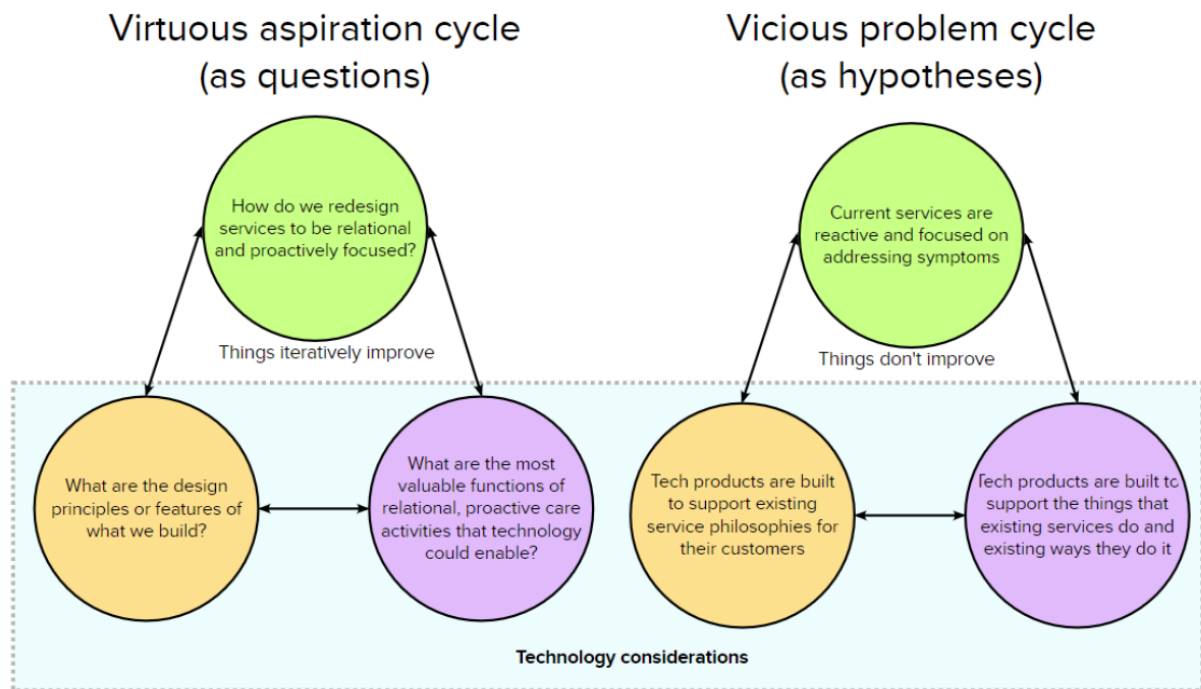 Virtuous aspiration cycle
(as questions)
How do we redesign
services to be relational
and proactively focused?
Things iteratively improve
What are the design
principles or features of
what we build?
What are the most
valuable functions of
relational, proactive care
activities that technology
could enable?
Vicious problem cycle
(as hypotheses)
Current services are
reactive and focused on
addressing symptoms
Things don't improve
Tech products are built
to support existing
service philosophies for
their customers
Tech products are built to
support the things that
existing services do and
existing ways they do it
Technology considerations